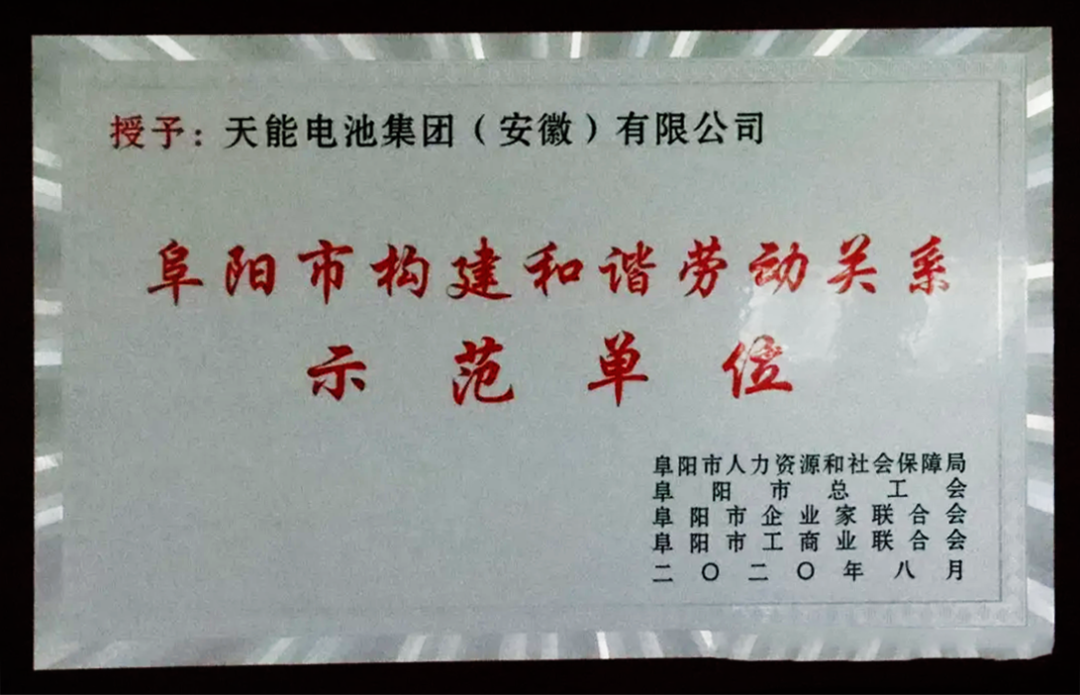 授予：天能电池集团（安徽）有限公司
阜阳市构建和谐劳动关系
示范单位
阜阳市人力资源和社会保障局
阜阳市总工会
阜阳市企业家联合会
阜阳市工商业联合会
二〇二〇年八月